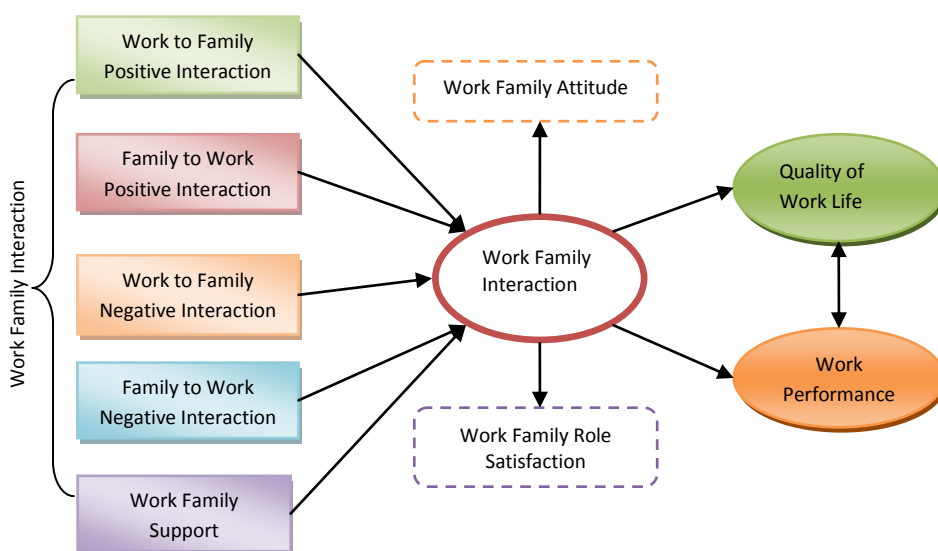 Work Family Interaction
Work to Family
Positive Interaction
Family to Work
Positive Interaction
Work to Family
Negative Interaction
Family to Work
Negative Interaction
Work Family
Support
Work Family Attitude
Work Family
Interaction
Work Family Role
Satisfaction
Quality of
Work Life
Work
Performance